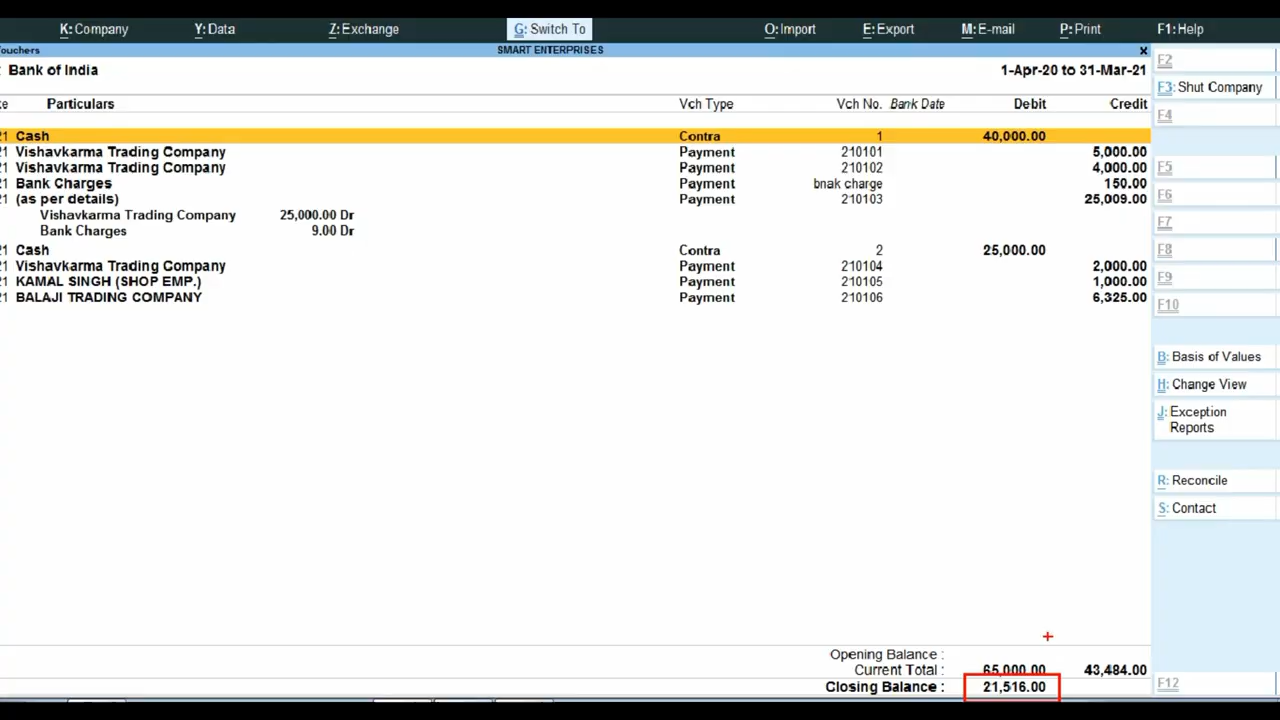 K: Company Y: Data Z: Exchange G: Switch To O: Import E: Export M: E-mail P: Print F1: Help
ouchers SMART ENTERPRISES x
: Bank of India 1-Apr-20 to 31-Mar-21
Particulars Vch Type Vch No. Bank Date Debit Credit
21 Cash Contra 1 40,000.00
21 Vishavkarma Trading Company Payment 210101 5,000.00
21 Vishavkarma Trading Company Payment 210102 4,000.00
21 Bank Charges Payment bnak charge 150.00
21 (as per details) Payment 210103 25,009.00
Vishavkarma Trading Company 25,000.00 Dr
Bank Charges 9.00 Dr
21 Cash Contra 2 25,000.00
21 Vishavkarma Trading Company Payment 210104 2,000.00
21 KAMAL SINGH (SHOP EMP.) Payment 210105 1,000.00
21 BALAJI TRADING COMPANY Payment 210106 6,325.00
Opening Balance :
Current Total : 65,000.00 43,484.00
Closing Balance : 21,516.00
F2
F3: Shut Company
F4
F5
F6
F7
F8
F9
F10
B: Basis of Values
H: Change View
J: Exception
Reports
R: Reconcile
S: Contact
F12